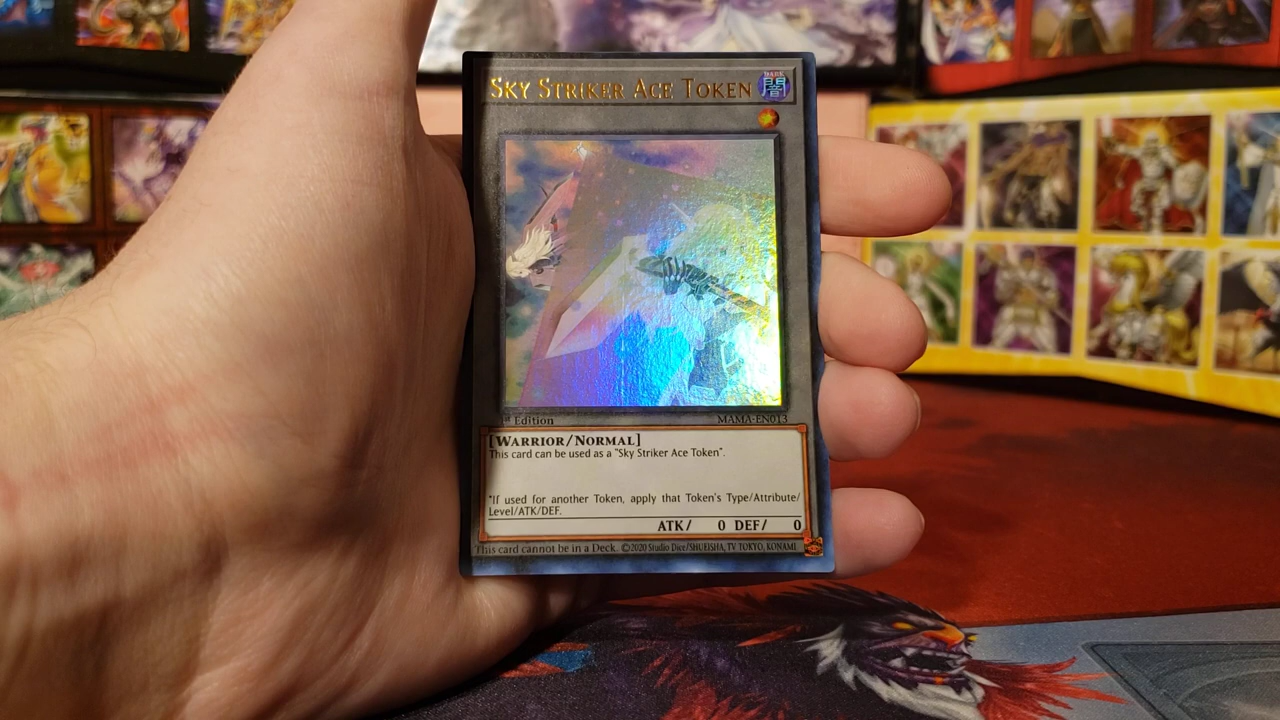 SKY STRIKER ACE TOKEN
DARK
闇
Edition
MAMA-EN013
[WARRIOR/NORMAL]
This card can be used as a "Sky Striker Ace Token".
*If used for another Token, apply that Token's Type/Attribute/
Level/ATK/DEF.
ATK/ 0 DEF/ 0
This card cannot be in a Deck. ©2020 Studio Dice/SHUEISHA, TV TOKYO, KONAMI